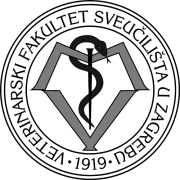 VETERINARSKI FAKULTET SVEUČILIŠTA U ZAGREBU
·1919·